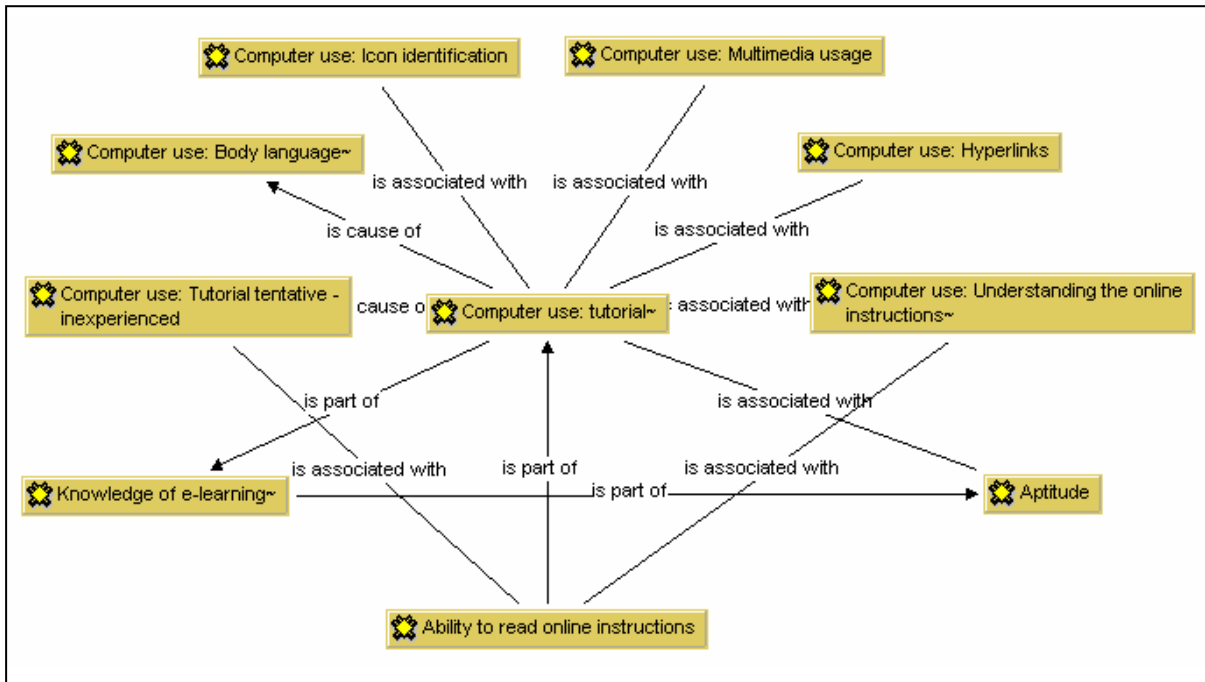 Computer use: Icon identification
Computer use: Multimedia usage
Computer use: Body language~
Computer use: Hyperlinks
is associated with
is associated with
is cause of
is associated with
Computer use: Tutorial tentative -
inexperienced
cause o
Computer use: tutorial~
associated with
Computer use: Understanding the online
instructions~
is part of
is associated with
is associated with
is part of
is associated with
Knowledge of e-learning~
is part of
Aptitude
Ability to read online instructions